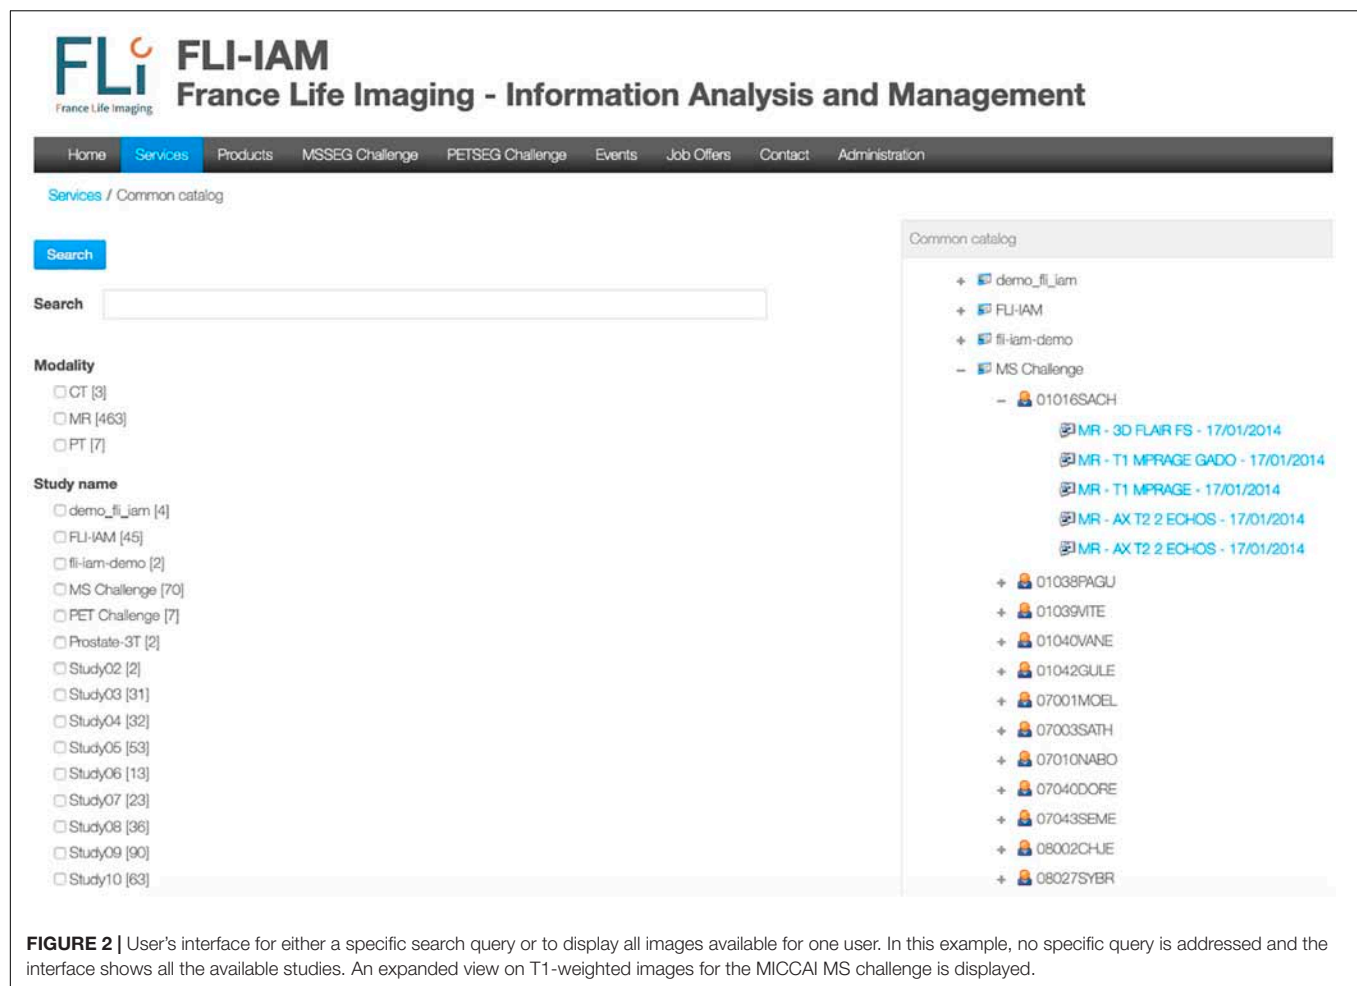 FLi
France Life Imaging
FLI-IAM
France Life Imaging - Information Analysis and Management
Home Services Products MSSEG Challenge PETSEG Challenge Events Job Offers Contact Administration
Services / Common catalog
Search
Search
Modality
CT [3]
MR [463]
PT [7]
Study name
demo_fli_iam [4]
FLI-IAM [45]
fli-iam-demo [2]
MS Challenge [70]
PET Challenge [7]
Prostate-3T [2]
Study02 [2]
Study03 [31]
Study04 [32]
Study05 [53]
Study06 [13]
Study07 [23]
Study08 [36]
Study09 [90]
Study10 [63]
Common catalog
+ demo_fli_iam
+ FLI-IAM
+ fli-iam-demo
- MS Challenge
- 01016SACH
MR - 3D FLAIR FS - 17/01/2014
MR - T1 MPRAGE GADO - 17/01/2014
MR - T1 MPRAGE - 17/01/2014
MR - AX T2 2 ECHOS - 17/01/2014
MR - AX T2 2 ECHOS - 17/01/2014
+ 01038PAGU
+ 01039VITE
+ 01040VANE
+ 01042GULE
+ 07001MOEL
+ 07003SATH
+ 07010NABO
+ 07040DORE
+ 07043SEME
+ 08002CHJE
+ 08027SYBR
FIGURE 2 | User's interface for either a specific search query or to display all images available for one user. In this example, no specific query is addressed and the
interface shows all the available studies. An expanded view on T1-weighted images for the MICCAI MS challenge is displayed.